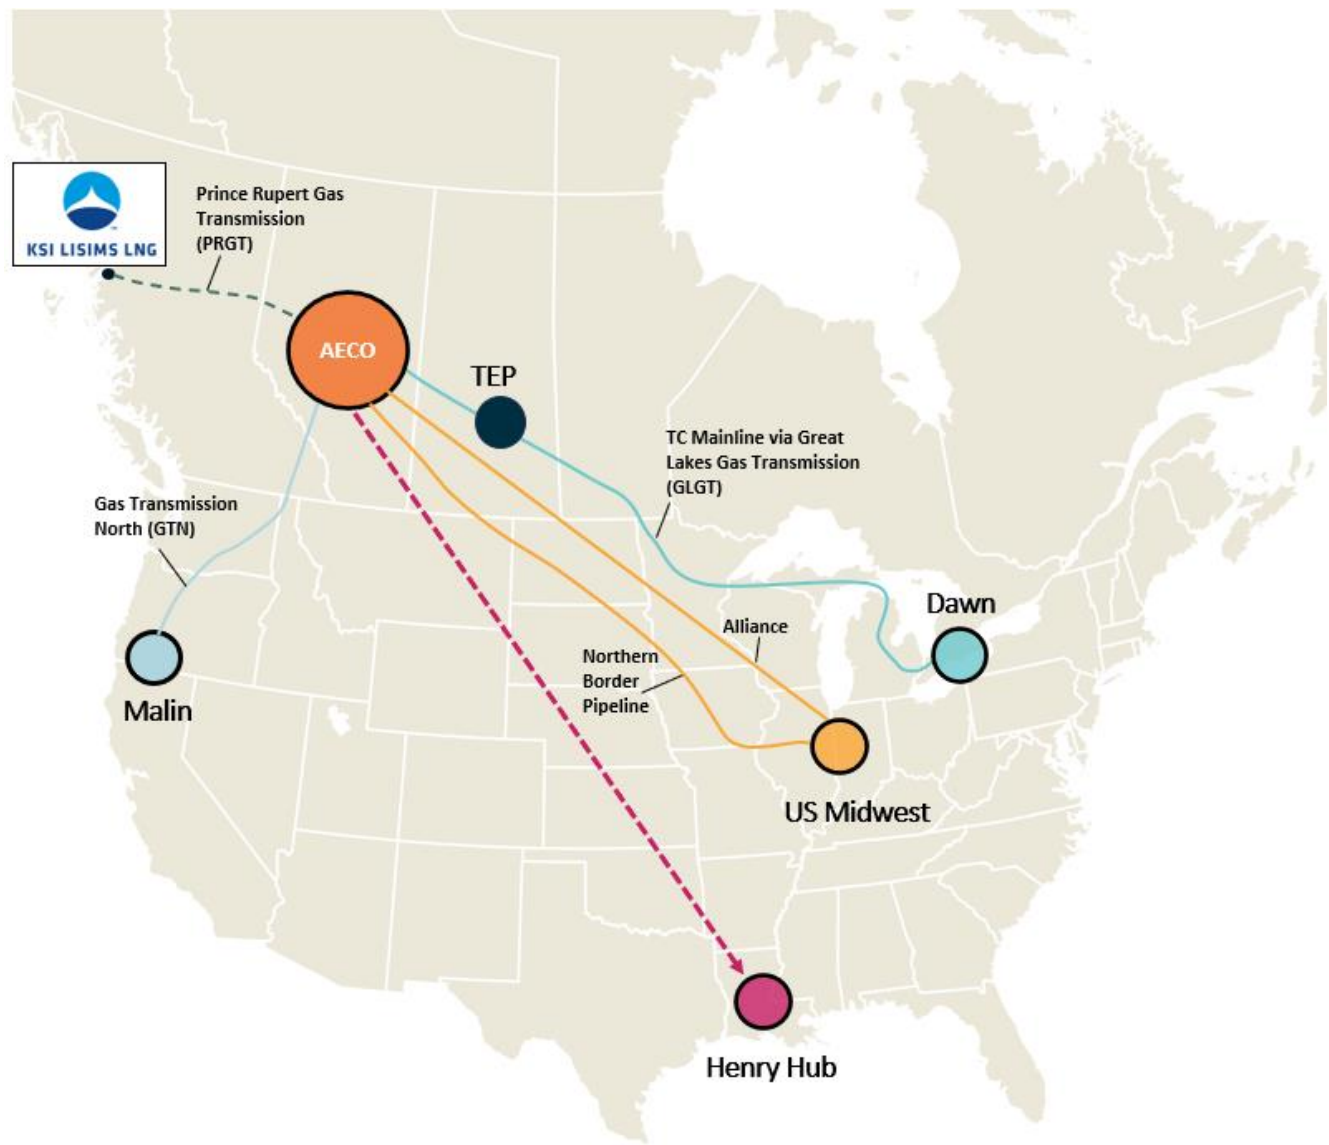 Prince Rupert Gas
Transmission
(PRGT)
KSI LISIMS LNG
AECO
TEP
TC Mainline via Great
Lakes Gas Transmission
(GLGT)
Gas Transmission
North (GTN)
Dawn
Alliance
Northern
Border
Pipeline
Malin
US Midwest
Henry Hub